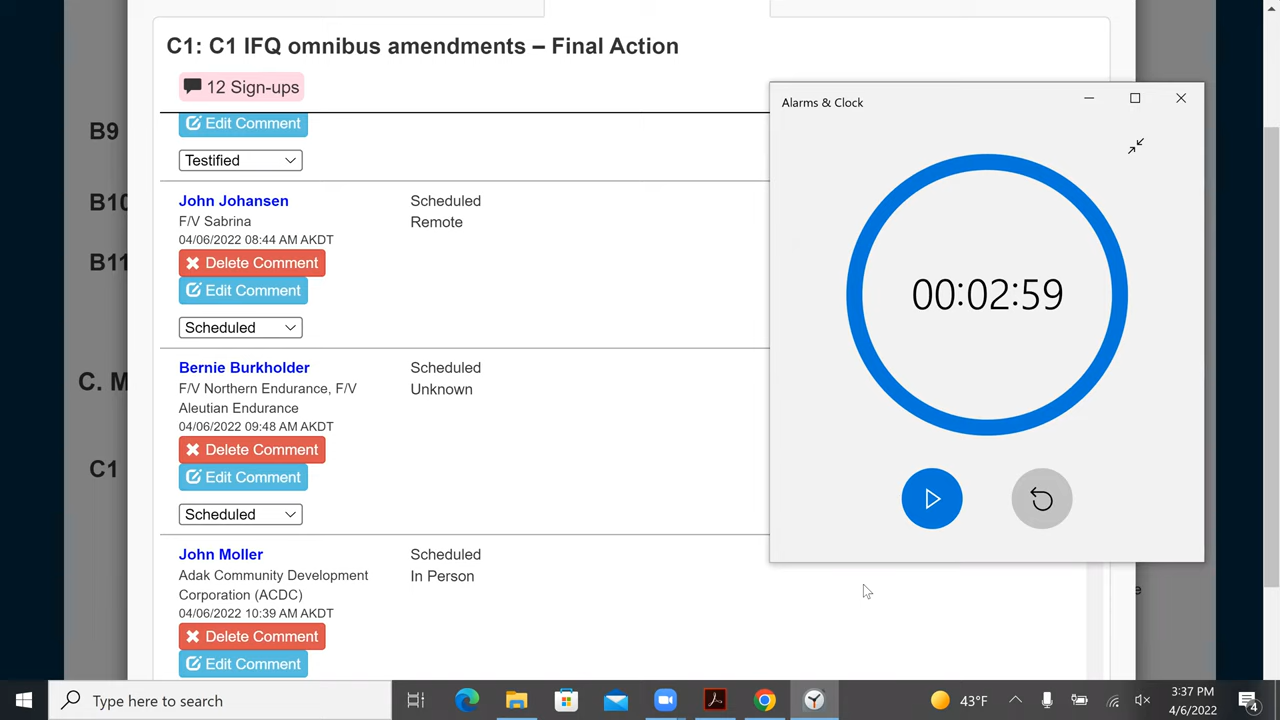 C1: C1 IFQ omnibus amendments – Final Action
12 Sign-ups
Edit Comment
Testified
John Johansen
F/V Sabrina
04/06/2022 08:44 AM AKDT
Delete Comment
Edit Comment
Scheduled
Scheduled
Remote
Bernie Burkholder
F/V Northern Endurance, F/V
Aleutian Endurance
04/06/2022 09:48 AM AKDT
Delete Comment
Edit Comment
Scheduled
Scheduled
Unknown
John Moller
Adak Community Development
Corporation (ACDC)
04/06/2022 10:39 AM AKDT
Delete Comment
Edit Comment
Scheduled
In Person
B9
B10
B11
C. M
C1
Alarms & Clock
00:02:59
e
Type here to search
43°F
3:37 PM
4/6/2022
4